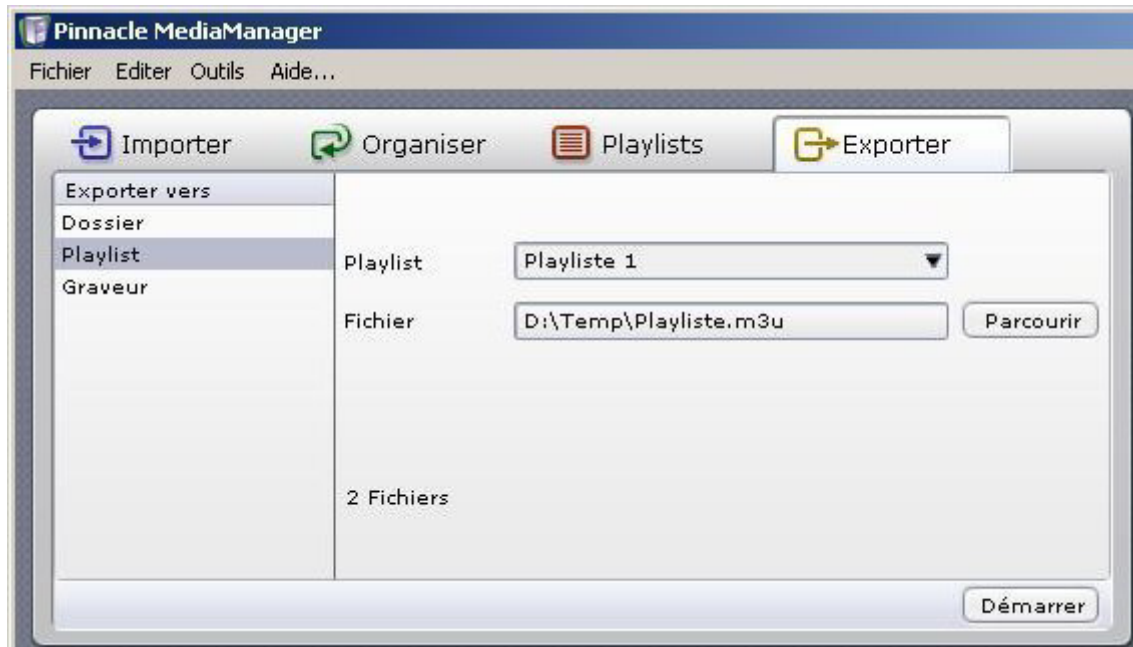 Pinnacle MediaManager
Fichier Editer Outils Aide...
Importer Organiser Playlists Exporter
Exporter vers
Dossier
Playlist
Graveur
Playlist Playliste 1
Fichier D:\Temp\Playliste.m3u Parcourir
2 Fichiers
Démarrer